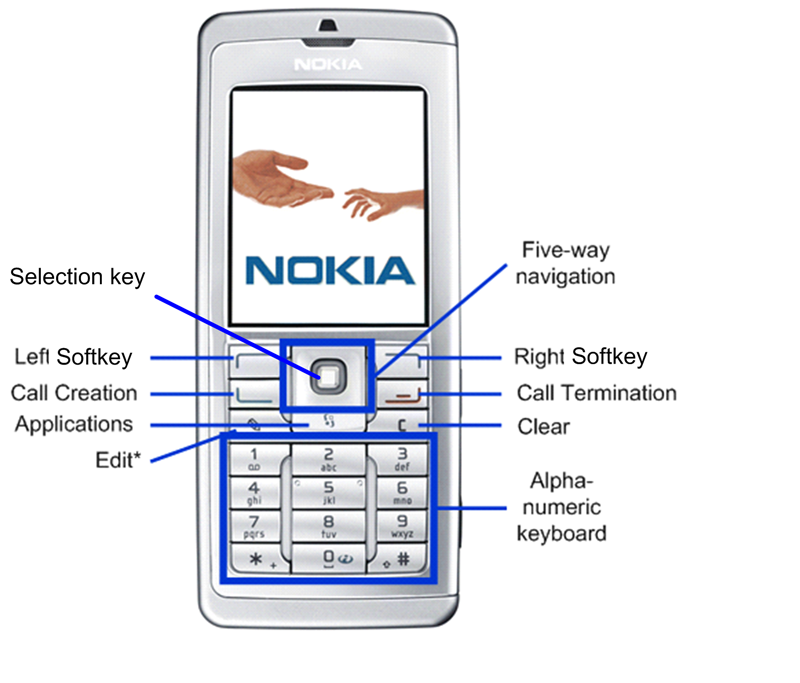 NOKIA
NOKIA
Selection key
Five-way
navigation
Left Softkey
Right Softkey
Call Creation
Call Termination
Applications
C
Clear
Edit*
1 2 3
abc def
4 5 6
ghi jkl mno
7 8 9
pqrs tuv wxyz
* + 0 #
Alpha-
numeric
keyboard